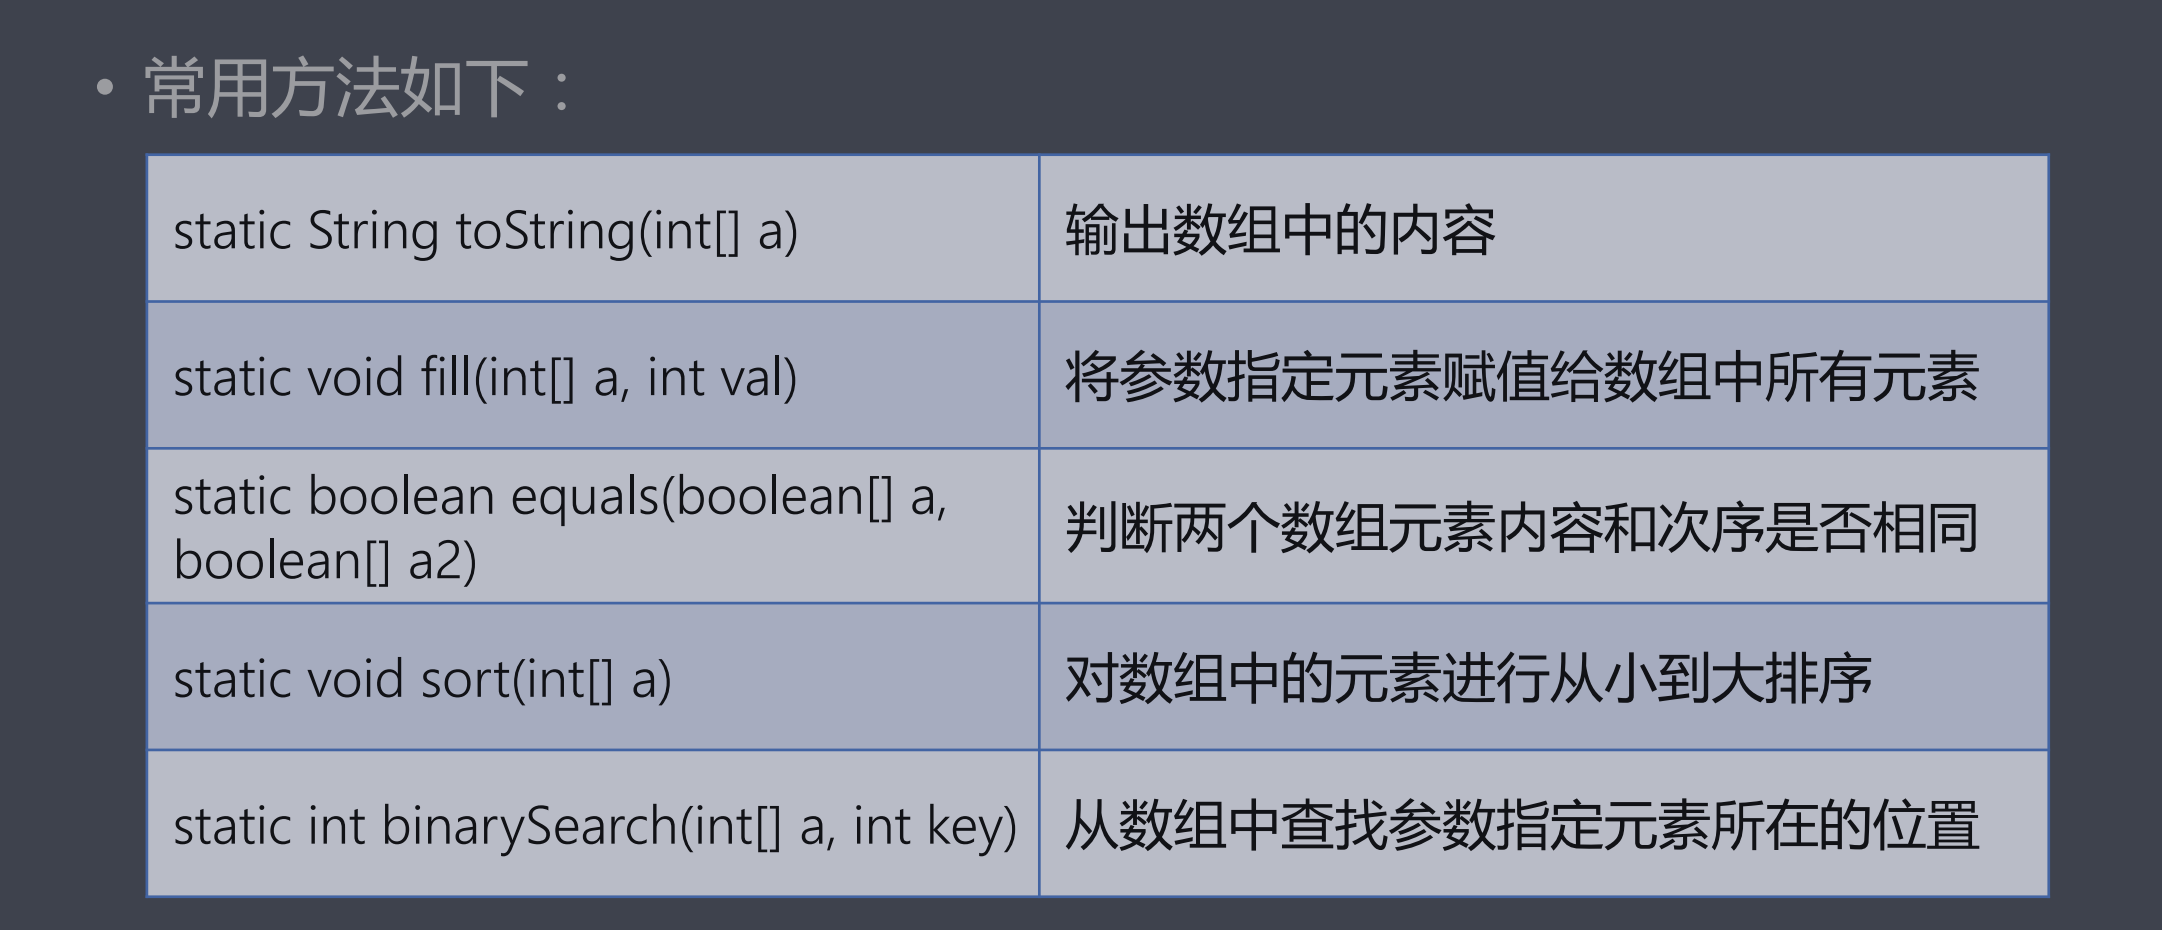 • 常用方法如下：
static String toString(int[] a)
输出数组中的内容
static void fill(int[] a, int val)
将参数指定元素赋值给数组中所有元素
static boolean equals(boolean[] a,
boolean[] a2)
判断两个数组元素内容和次序是否相同
static void sort(int[] a)
对数组中的元素进行从小到大排序
static int binarySearch(int[] a, int key)
从数组中查找参数指定元素所在的位置